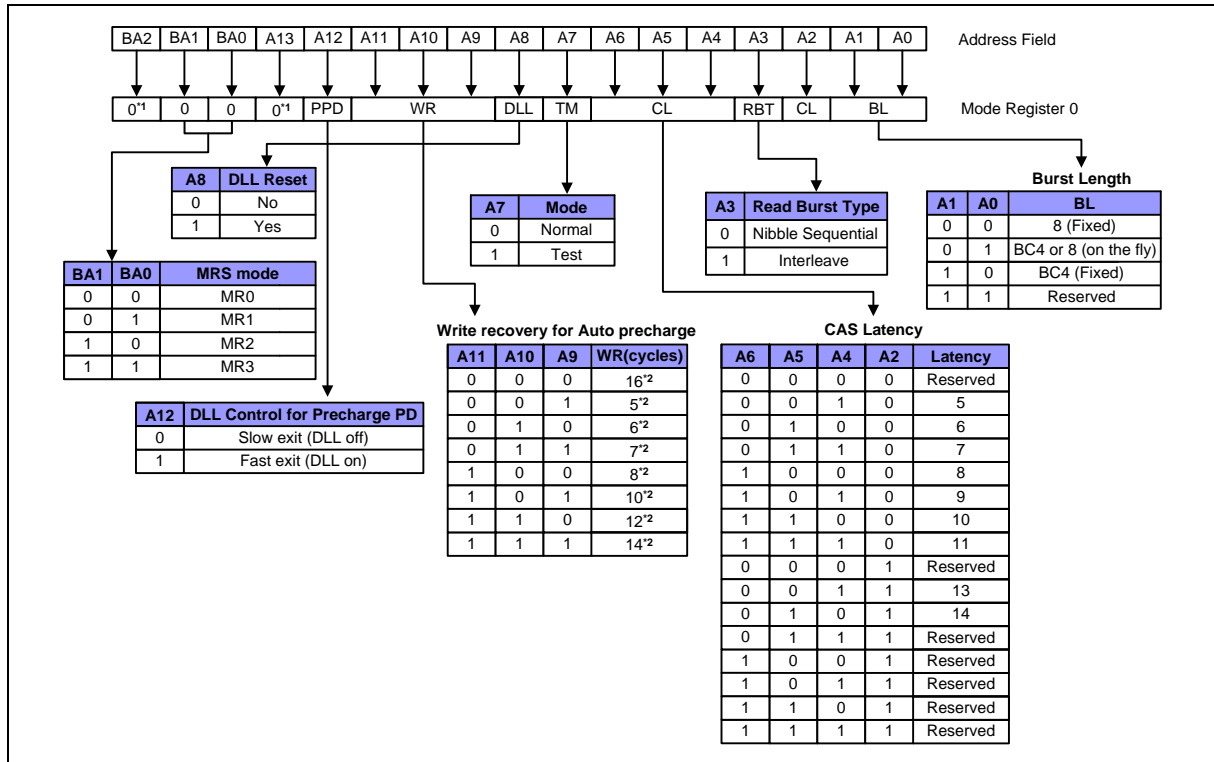 BA2 BA1 BA0 A13 A12 A11 A10 A9 A8 A7 A6 A5 A4 A3 A2 A1 A0 Address Field
0*1 0 0 0*1 PPD WR DLL TM CL RBT CL BL Mode Register 0
A8 DLL Reset
0 No
1 Yes
A7 Mode
0 Normal
1 Test
A3 Read Burst Type
0 Nibble Sequential
1 Interleave
Burst Length
A1 A0 BL
0 0 8 (Fixed)
0 1 BC4 or 8 (on the fly)
1 0 BC4 (Fixed)
1 1 Reserved
BA1 BA0 MRS mode
0 0 MR0
0 1 MR1
1 0 MR2
1 1 MR3
A12 DLL Control for Precharge PD
0 Slow exit (DLL off)
1 Fast exit (DLL on)
Write recovery for Auto precharge
A11 A10 A9 WR(cycles)
0 0 0 16*2
0 0 1 5*2
0 1 0 6*2
0 1 1 7*2
1 0 0 8*2
1 0 1 10*2
1 1 0 12*2
1 1 1 14*2
CAS Latency
A6 A5 A4 A2 Latency
0 0 0 0 Reserved
0 0 1 0 5
0 1 0 0 6
0 1 1 0 7
1 0 0 0 8
1 0 1 0 9
1 1 0 0 10
1 1 1 0 11
0 0 0 1 Reserved
0 0 1 1 13
0 1 0 1 14
0 1 1 1 Reserved
1 0 0 1 Reserved
1 0 1 1 Reserved
1 1 0 1 Reserved
1 1 1 1 Reserved